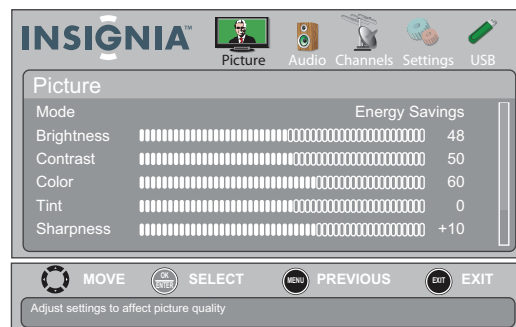 INSIGNIA™
Picture Audio Channels Settings USB
Picture
Mode Energy Savings
Brightness 48
Contrast 50
Color 60
Tint 0
Sharpness +10
MOVE OK ENTER SELECT MENU PREVIOUS EXIT EXIT
Adjust settings to affect picture quality